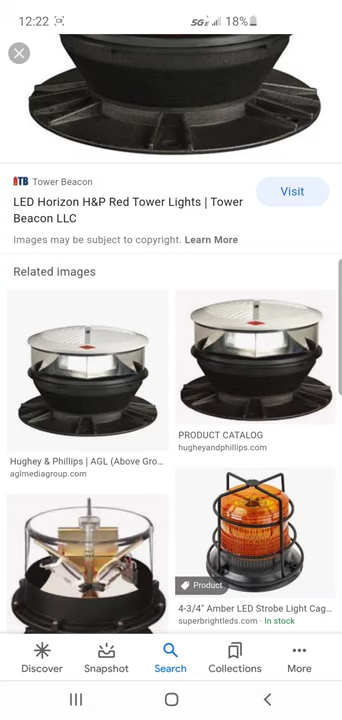 12:22
5GE 18%
TB Tower Beacon
LED Horizon H&P Red Tower Lights | Tower
Beacon LLC
Visit
Images may be subject to copyright. Learn More
Related images
Hughey & Phillips | AGL (Above Gro...
aglmediagroup.com
PRODUCT CATALOG
hugheyandphillips.com
Product
4-3/4" Amber LED Strobe Light Cag...
superbrightleds.com · In stock
Discover Snapshot Search Collections More